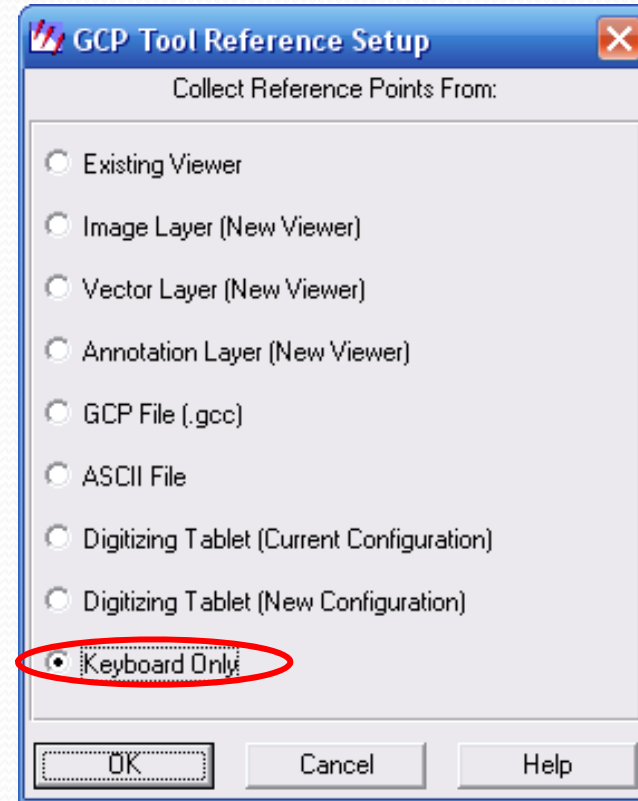 GCP Tool Reference Setup
Collect Reference Points From:
Existing Viewer
Image Layer (New Viewer)
Vector Layer (New Viewer)
Annotation Layer (New Viewer)
GCP File (.gcc)
ASCII File
Digitizing Tablet (Current Configuration)
Digitizing Tablet (New Configuration)
Keyboard Only
OK Cancel Help